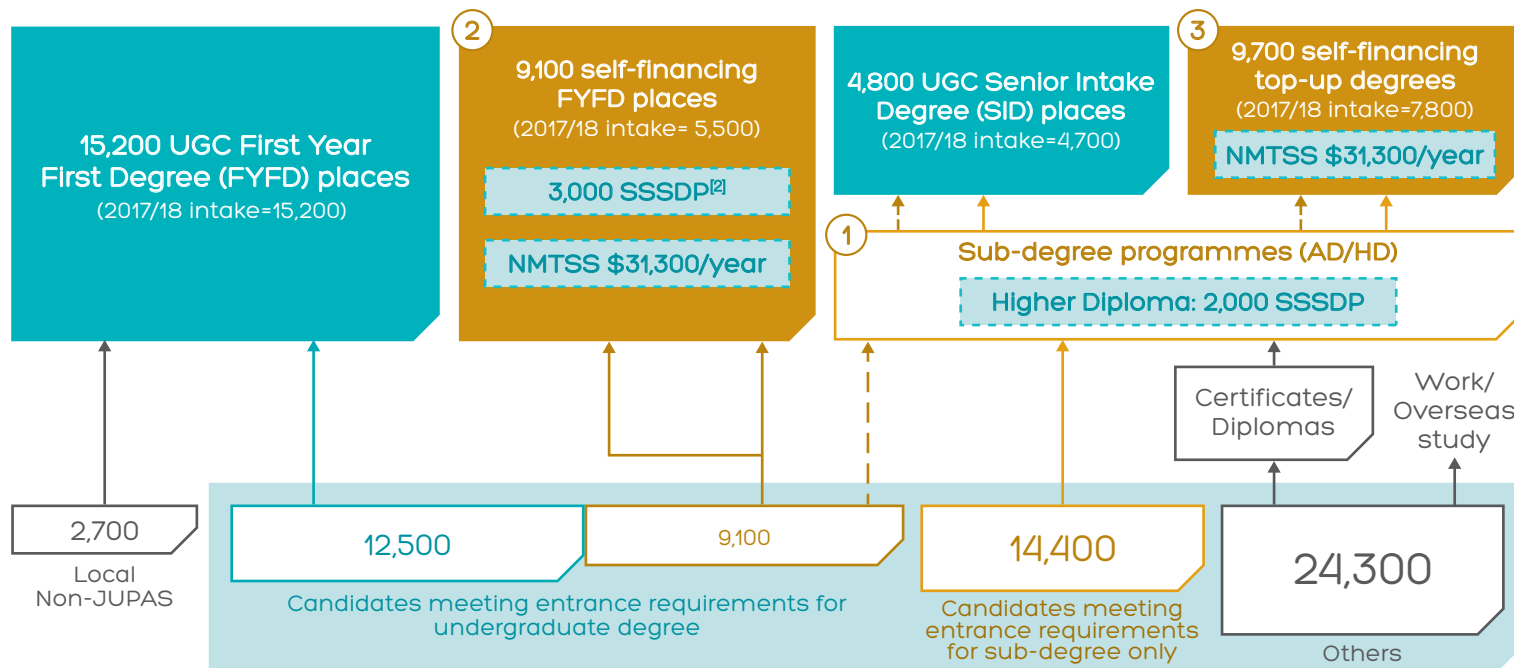 15,200 UGC First Year
First Degree (FYFD) places
(2017/18 intake=15,200)
2
9,100 self-financing
FYFD places
(2017/18 intake= 5,500)
3,000 SSSDP[2]
NMTSS $31,300/year
4,800 UGC Senior Intake
Degree (SID) places
(2017/18 intake=4,700)
3
9,700 self-financing
top-up degrees
(2017/18 intake=7,800)
NMTSS $31,300/year
1
Sub-degree programmes (AD/HD)
Higher Diploma: 2,000 SSSDP
Certificates/
Diplomas
Work/
Overseas
study
2,700
Local
Non-JUPAS
12,500
9,100
Candidates meeting entrance requirements for
undergraduate degree
14,400
Candidates meeting
entrance requirements
for sub-degree only
24,300
Others